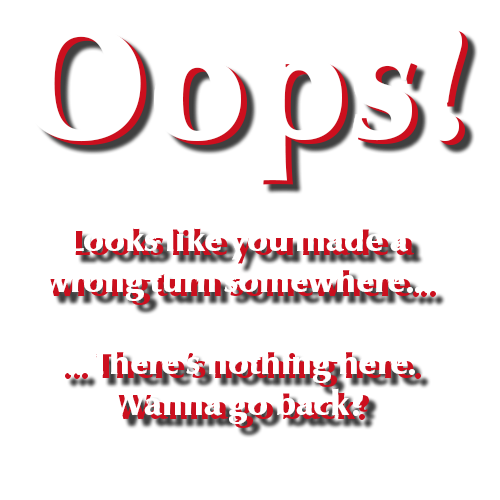 Oops!
Looks like you made a
wrong turn somewhere...
...There's nothing here.
Wanna go back?